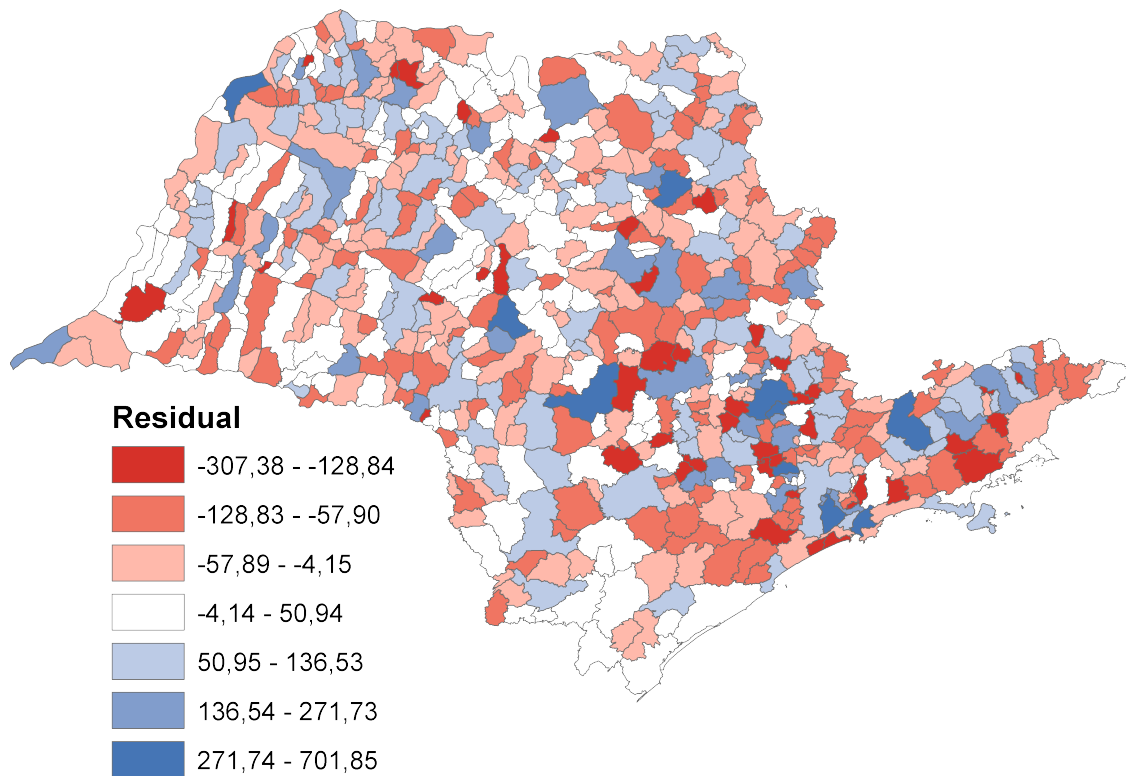 Residual
-307,38 - -128,84
-128,83 - -57,90
-57,89 - -4,15
-4,14 - 50,94
50,95 - 136,53
136,54 - 271,73
271,74 - 701,85